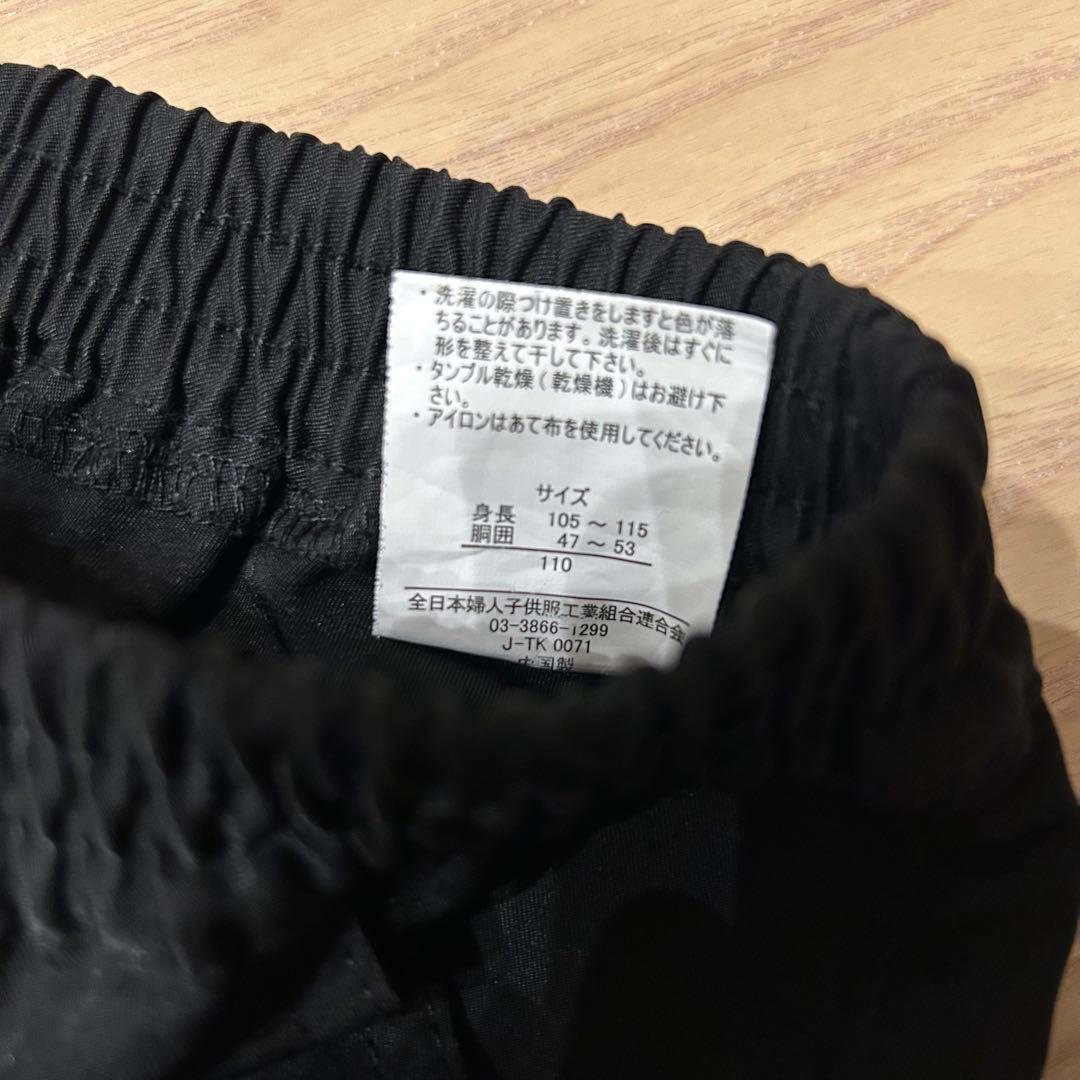 ・洗濯の際つけ置きをしますと色が落
ちることがあります。洗濯後はすぐに
形を整えて干して下さい。
・タンブル乾燥(乾燥機)はお避け下
さい。
・アイロンはあて布を使用してください。
サイズ
身長 105 ～ 115
胴囲 47 ～ 53
110
全日本婦人子供服工業組合連合会
03-3866-1299
J-TK 0071
中国製